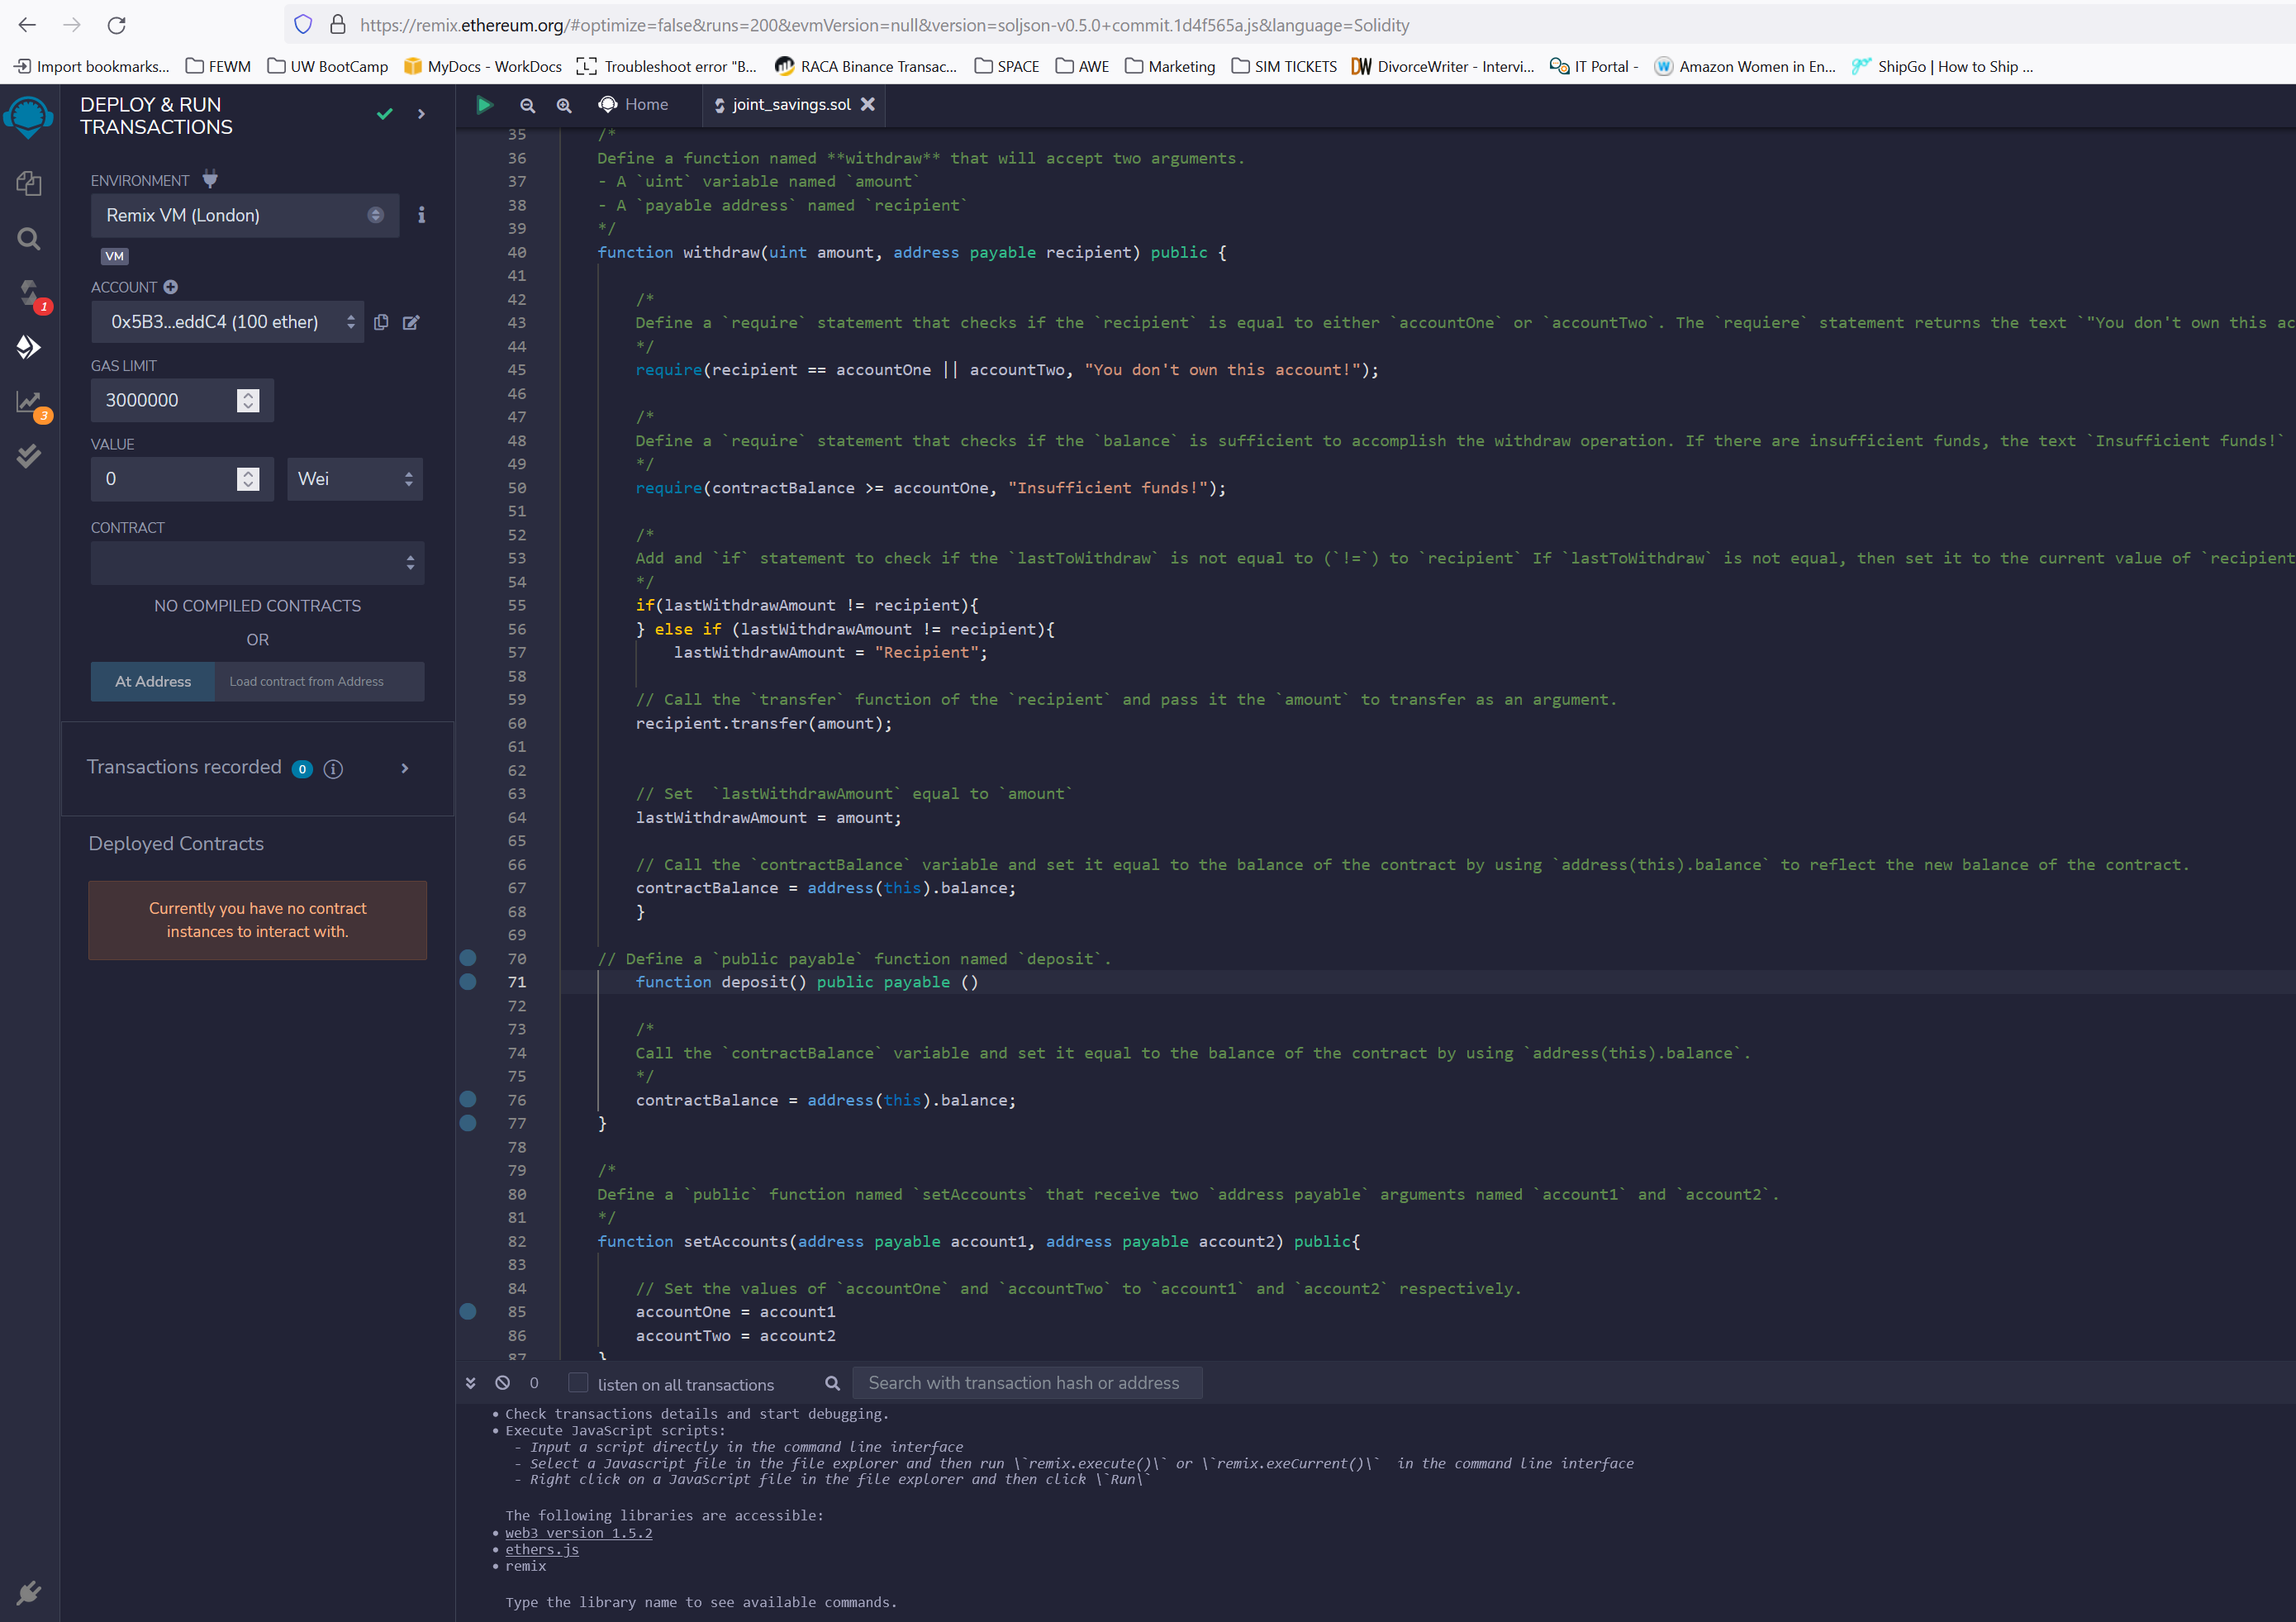 https://remix.ethereum.org/#optimize=false&runs=200&evmVersion=null&version=soljson-v0.5.0+commit.1d4f565a.js&language=Solidity
Import bookmarks... FEWM UW BootCamp MyDocs - WorkDocs Troubleshoot error "B... RACA Binance Transac... SPACE AWE Marketing SIM TICKETS DW DivorceWriter - Intervi... IT Portal - W Amazon Women in En... ShipGo | How to Ship ...
DEPLOY & RUN
TRANSACTIONS
ENVIRONMENT
Remix VM (London)
VM
ACCOUNT
1
0x5B3...eddC4 (100 ether)
GAS LIMIT
3000000
3
VALUE
0 Wei
CONTRACT
NO COMPILED CONTRACTS
OR
At Address Load contract from Address
Transactions recorded 0 i
Deployed Contracts
Currently you have no contract
instances to interact with.
Home joint_savings.sol
35 /*
36 Define a function named **withdraw** that will accept two arguments.
37 - A `uint` variable named `amount`
38 - A `payable address` named `recipient`
39 */
40 function withdraw(uint amount, address payable recipient) public {
41
42 /*
43 Define a `require` statement that checks if the `recipient` is equal to either `accountOne` or `accountTwo`. The `requiere` statement returns the text `"You don't own this ac
44 */
45 require(recipient == accountOne || accountTwo, "You don't own this account!");
46
47 /*
48 Define a `require` statement that checks if the `balance` is sufficient to accomplish the withdraw operation. If there are insufficient funds, the text `Insufficient funds!`
49 */
50 require(contractBalance >= accountOne, "Insufficient funds!");
51
52 /*
53 Add and `if` statement to check if the `lastToWithdraw` is not equal to (`!=`) to `recipient` If `lastToWithdraw` is not equal, then set it to the current value of `recipient
54 */
55 if(lastWithdrawAmount != recipient){
56 } else if (lastWithdrawAmount != recipient){
57 lastWithdrawAmount = "Recipient";
58
59 // Call the `transfer` function of the `recipient` and pass it the `amount` to transfer as an argument.
60 recipient.transfer(amount);
61
62
63 // Set  `lastWithdrawAmount` equal to `amount`
64 lastWithdrawAmount = amount;
65
66 // Call the `contractBalance` variable and set it equal to the balance of the contract by using `address(this).balance` to reflect the new balance of the contract.
67 contractBalance = address(this).balance;
68 }
69
70 // Define a `public payable` function named `deposit`.
71 function deposit() public payable ()
72
73 /*
74 Call the `contractBalance` variable and set it equal to the balance of the contract by using `address(this).balance`.
75 */
76 contractBalance = address(this).balance;
77 }
78
79 /*
80 Define a `public` function named `setAccounts` that receive two `address payable` arguments named `account1` and `account2`.
81 */
82 function setAccounts(address payable account1, address payable account2) public{
83
84 // Set the values of `accountOne` and `accountTwo` to `account1` and `account2` respectively.
85 accountOne = account1
86 accountTwo = account2
87 }
0 listen on all transactions Search with transaction hash or address
• Check transactions details and start debugging.
• Execute JavaScript scripts:
- Input a script directly in the command line interface
- Select a Javascript file in the file explorer and then run \`remix.execute()\` or \`remix.exeCurrent()\`  in the command line interface
- Right click on a JavaScript file in the file explorer and then click \`Run\`
The following libraries are accessible:
• web3 version 1.5.2
• ethers.js
• remix
Type the library name to see available commands.